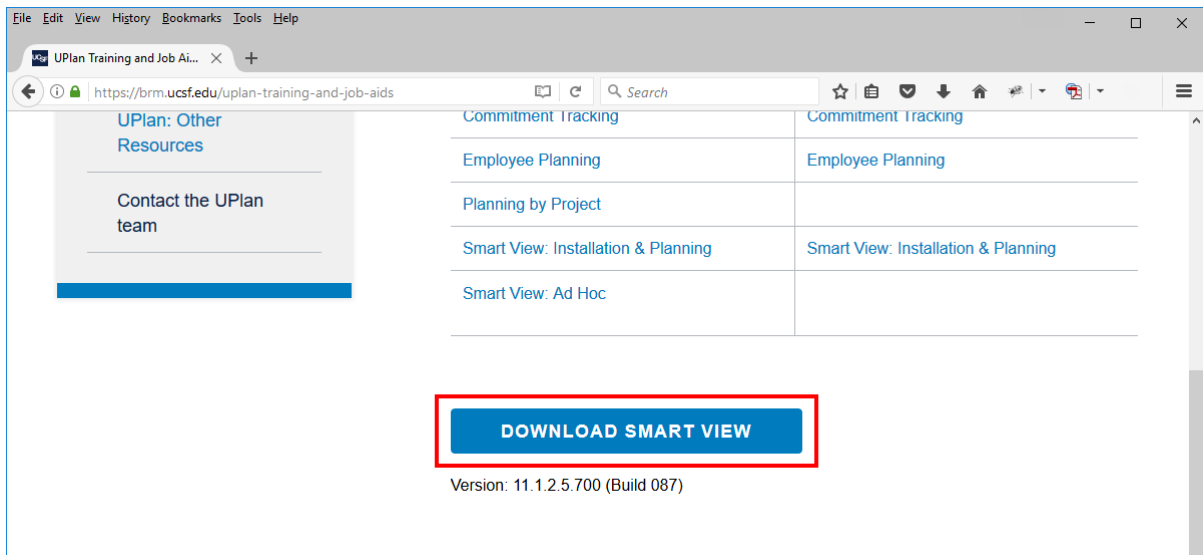 File Edit View History Bookmarks Tools Help
UCSF UPlan Training and Job Ai...
https://brm.ucsf.edu/uplan-training-and-job-aids
Search
UPlan: Other
Resources
Contact the UPlan
team
Commitment Tracking Commitment Tracking
Employee Planning Employee Planning
Planning by Project
Smart View: Installation & Planning Smart View: Installation & Planning
Smart View: Ad Hoc
DOWNLOAD SMART VIEW
Version: 11.1.2.5.700 (Build 087)